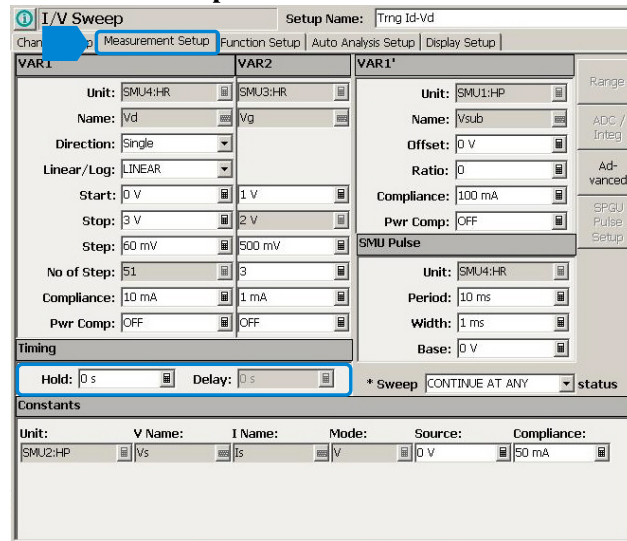 I/V Sweep Setup Name: Trng Id-Vd
Chan p Measurement Setup Function Setup Auto Analysis Setup Display Setup
VAR1 VAR2 VAR1'
Unit: SMU4:HR SMU3:HR Unit: SMU1:HP Range
Name: Vd Vg Name: Vsub ADC / Integ
Direction: Single Offset: 0 V
Linear/Log: LINEAR Ratio: 0 Ad-vanced
Start: 0 V 1 V Compliance: 100 mA
Stop: 3 V 2 V Pwr Comp: OFF SPGU Pulse Setup
Step: 60 mV 500 mV SMU Pulse
No of Step: 51 3 Unit: SMU4:HR
Compliance: 10 mA 1 mA Period: 10 ms
Pwr Comp: OFF OFF Width: 1 ms
Timing Base: 0 V
Hold: 0 s Delay: 0 s * Sweep CONTINUE AT ANY status
Constants
Unit: V Name: I Name: Mode: Source: Compliance:
SMU2:HP Vs Is V 0 V 50 mA